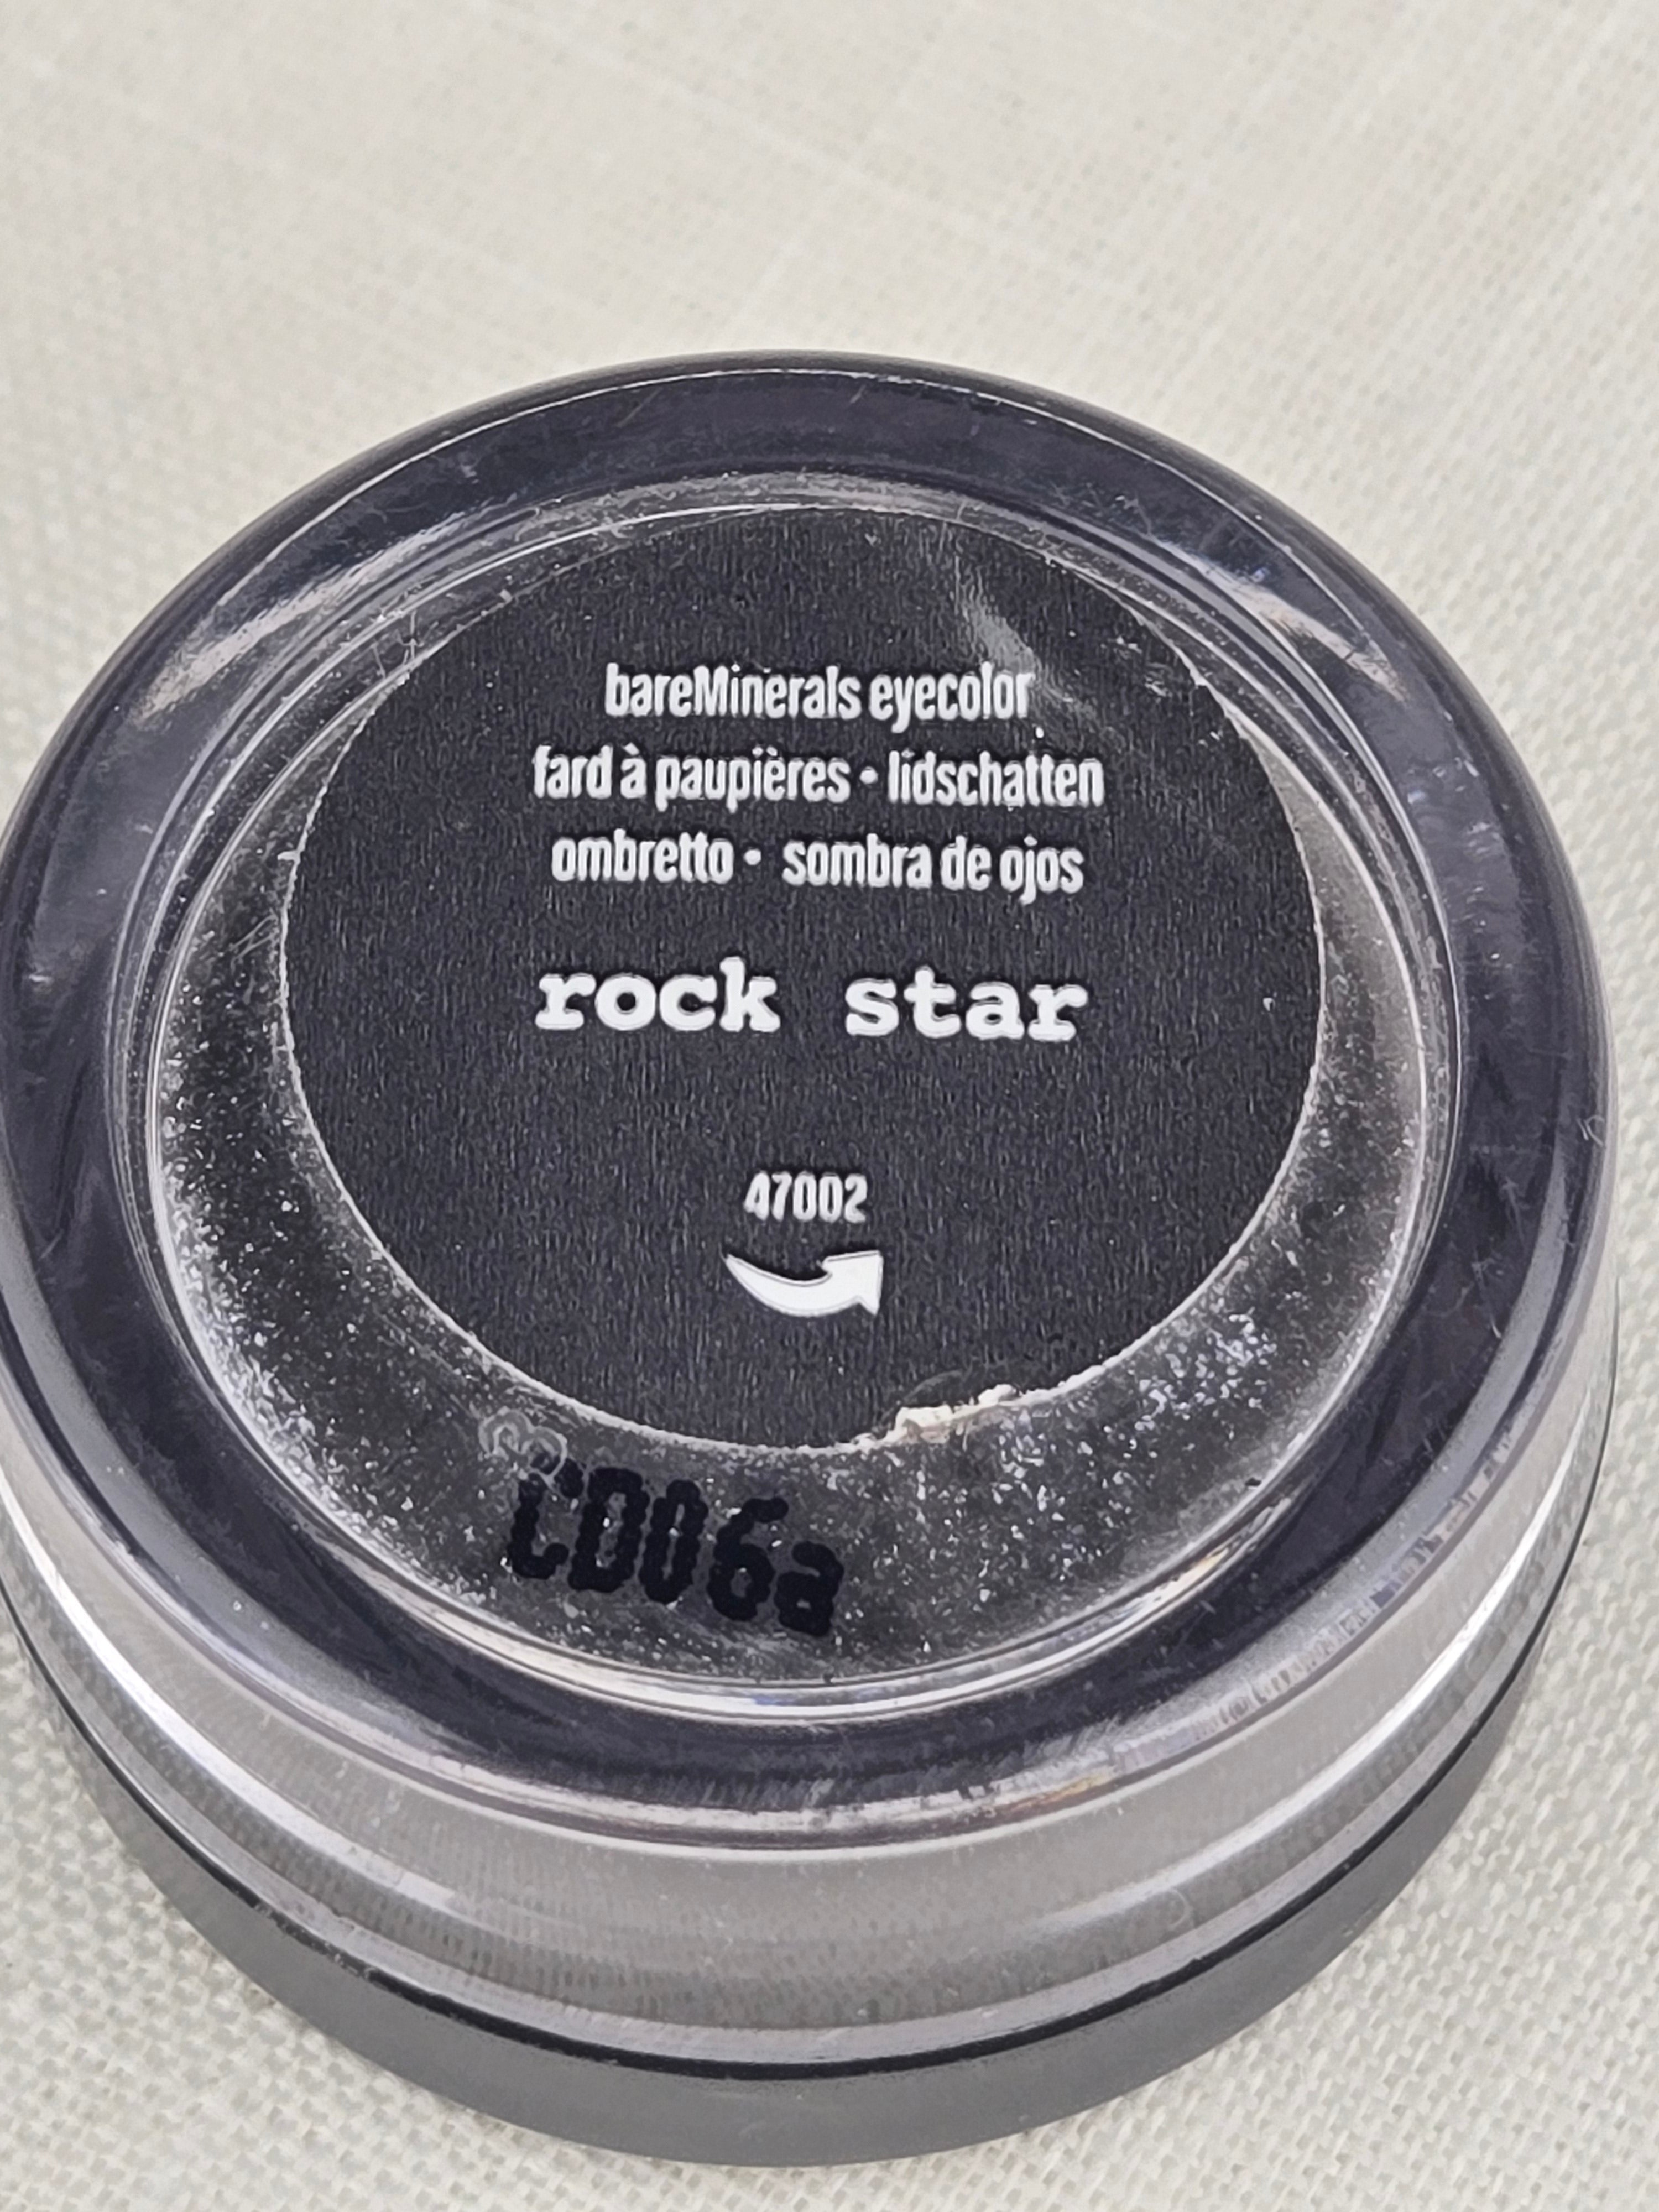 bareMinerals eyecolor
fard à paupières • lidschatten
ombretto • sombra de ojos
rock star
47002
CD06a